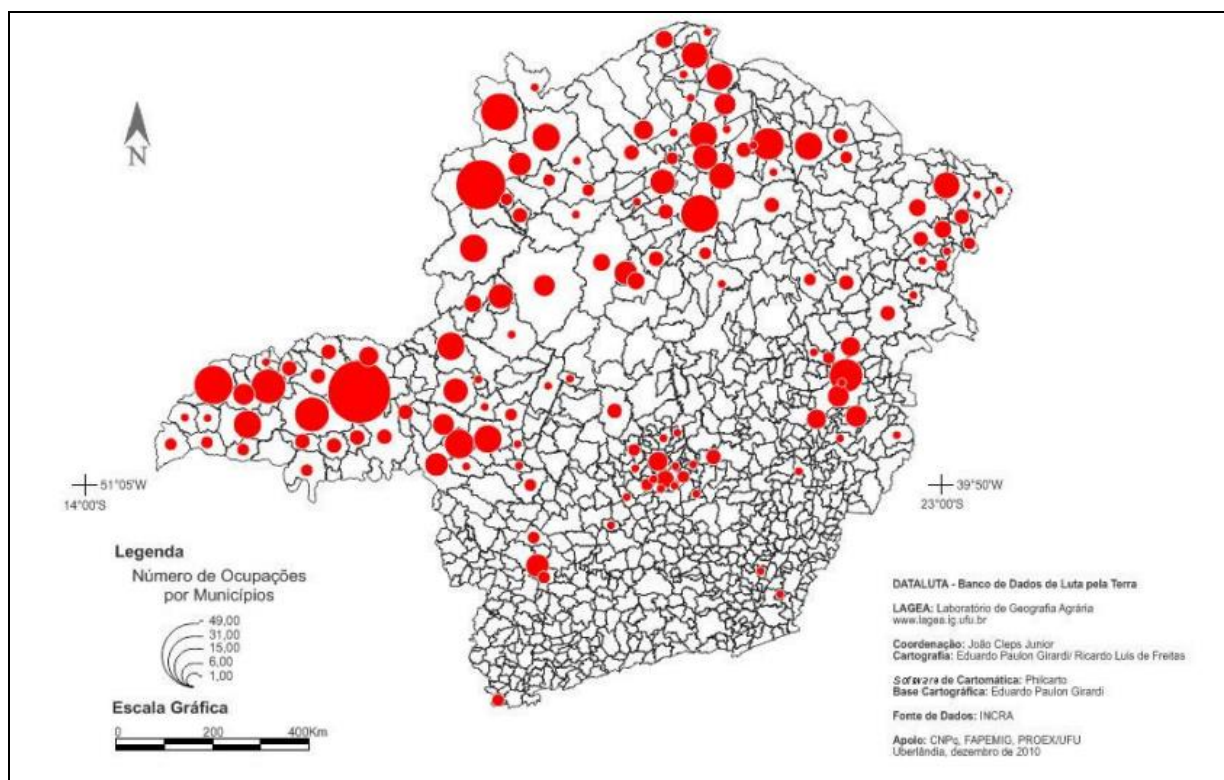 N
51°05'W
14°00'S
39°50'W
23°00'S
Legenda
Número de Ocupações
por Municípios
49,00
31,00
15,00
6,00
1,00
Escala Gráfica
0 200 400Km
DATALUTA - Banco de Dados de Luta pela Terra
LAGEA: Laboratório de Geografia Agrária
www.lagea.ig.ufu.br
Coordenação: João Cleps Junior
Cartografia: Eduardo Paulon Girardi/ Ricardo Luis de Freitas
Software de Cartomática: Philcarto
Base Cartográfica: Eduardo Paulon Girardi
Fonte de Dados: INCRA
Apoio: CNPq, FAPEMIG, PROEX/UFU
Uberlândia, dezembro de 2010